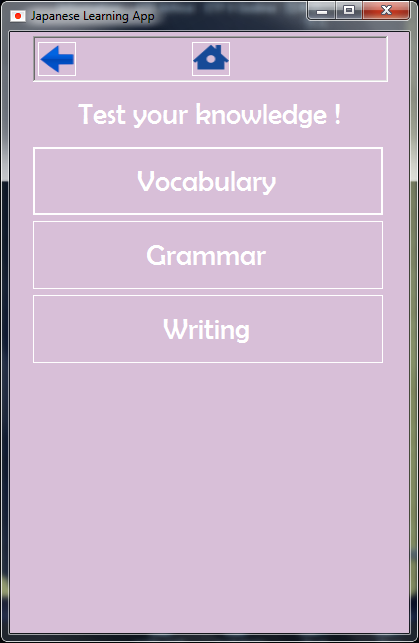 Japanese Learning App
Test your knowledge !
Vocabulary
Grammar
Writing